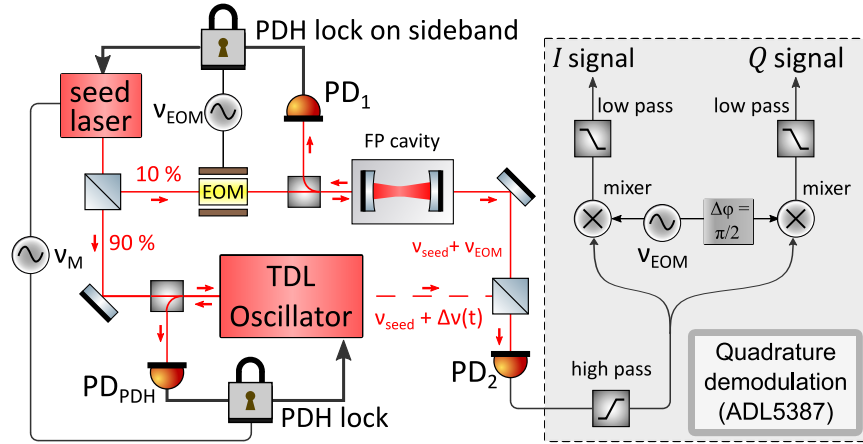 PDH lock on sideband
seed
laser
ν_EOM
PD₁
FP cavity
10 %
EOM
90 %
ν_M
ν_seed + ν_EOM
TDL
Oscillator
ν_seed + Δν(t)
PD_PDH
PDH lock
PD₂
I signal
Q signal
low pass
low pass
mixer
mixer
Δφ =
π/2
ν_EOM
high pass
Quadrature
demodulation
(ADL5387)